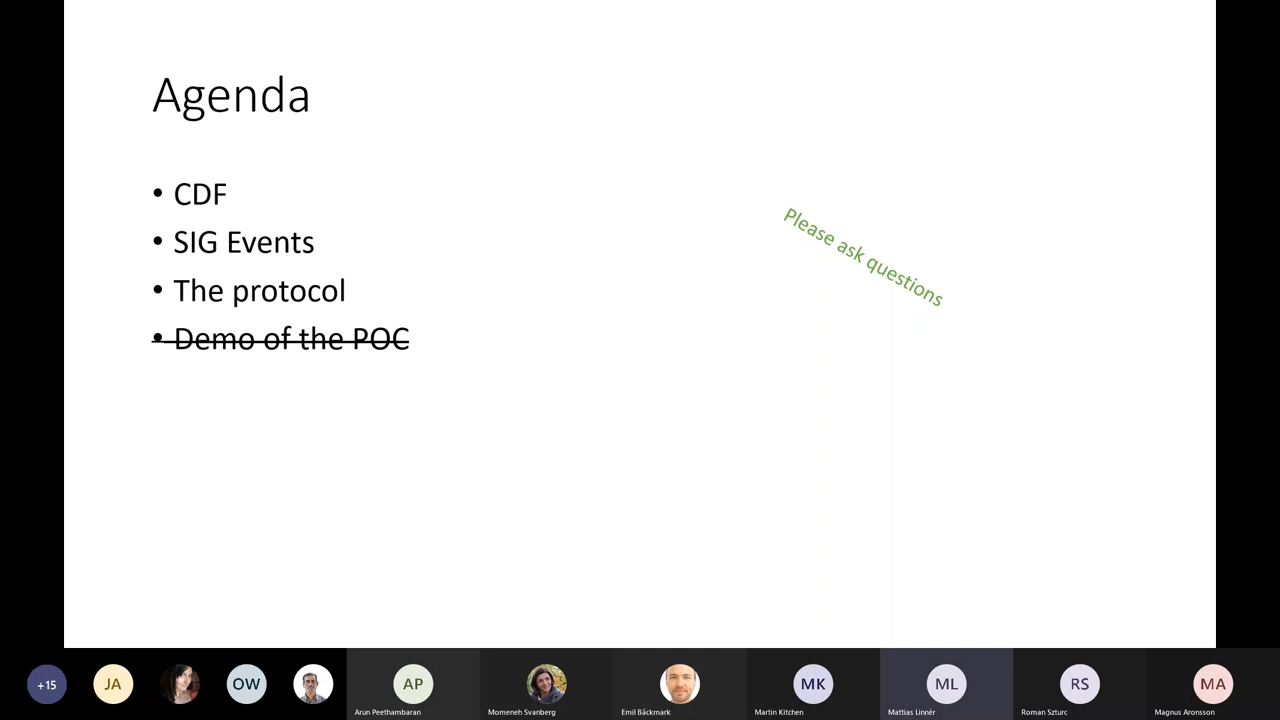 Agenda
• CDF
• SIG Events
• The protocol
• Demo of the POC
Please ask questions
+15
JA
OW
AP
MK
ML
RS
MA
Arun Peethambaran
Momeneh Svanberg
Emil Bäckmark
Martin Kitchen
Mattias Linnér
Roman Szturc
Magnus Aronsson